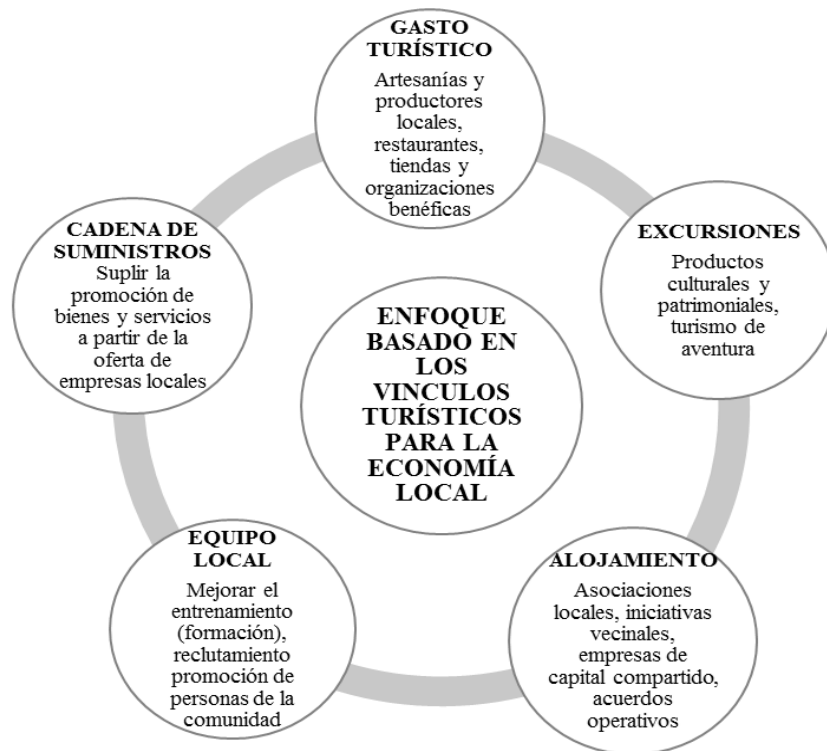 GASTO
TURÍSTICO
Artesanías y
productores
locales,
restaurantes,
tiendas y
organizaciones
benéficas
EXCURSIONES
Productos
culturales y
patrimoniales,
turismo de
aventura
ALOJAMIENTO
Asociaciones
locales, iniciativas
vecinales,
empresas de
capital compartido,
acuerdos
operativos
EQUIPO
LOCAL
Mejorar el
entrenamiento
(formación),
reclutamiento
promoción de
personas de la
comunidad
CADENA DE
SUMINISTROS
Suplir la
promoción de
bienes y servicios
a partir de la
oferta de
empresas locales
ENFOQUE
BASADO EN
LOS
VINCULOS
TURÍSTICOS
PARA LA
ECONOMÍA
LOCAL